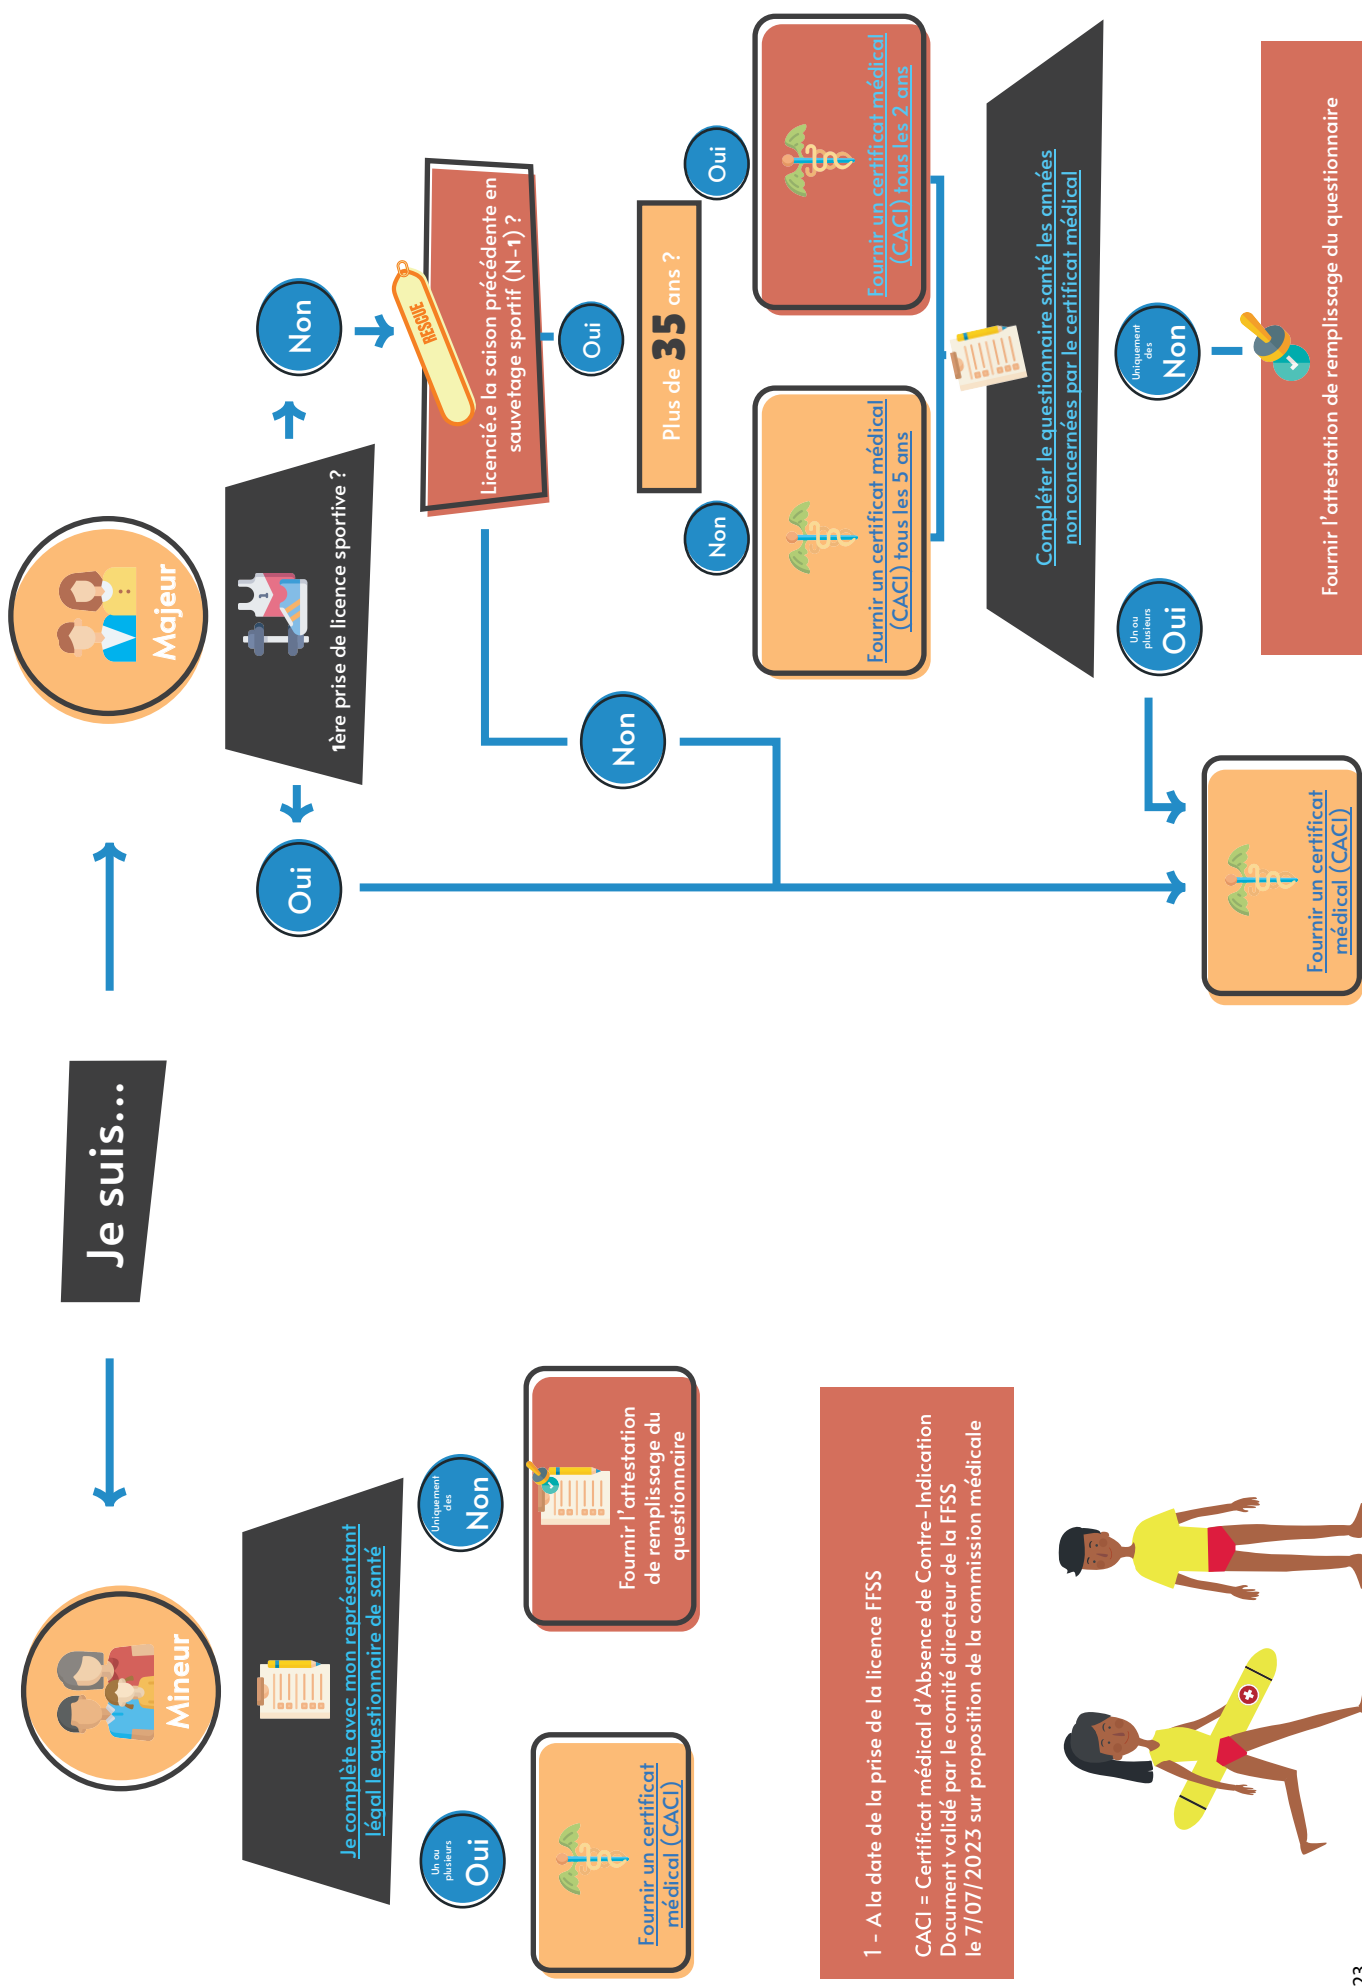 Je suis...
Mineur
Je complète avec mon représentant
légal le questionnaire de santé
Un ou
plusieurs
Oui
Uniquement
des
Non
Fournir un certificat
médical (CACI)
Fournir l'attestation
de remplissage du
questionnaire
1 - A la date de la prise de la licence FFSS
CACI = Certificat médical d'Absence de Contre-Indication
Document validé par le comité directeur de la FFSS
le 7/07/2023 sur proposition de la commission médicale
Majeur
1
1ère prise de licence sportive ?
Oui
Non
RESCUE
Licencié.e la saison précédente en
sauvetage sportif (N-1) ?
Non
Oui
Plus de 35 ans ?
Non
Oui
Fournir un certificat médical
(CACI) tous les 5 ans
Fournir un certificat médical
(CACI) tous les 2 ans
Compléter le questionnaire santé les années
non concernées par le certificat médical
Un ou
plusieurs
Oui
Uniquement
des
Non
Fournir un certificat
médical (CACI)
Fournir l'attestation de remplissage du questionnaire